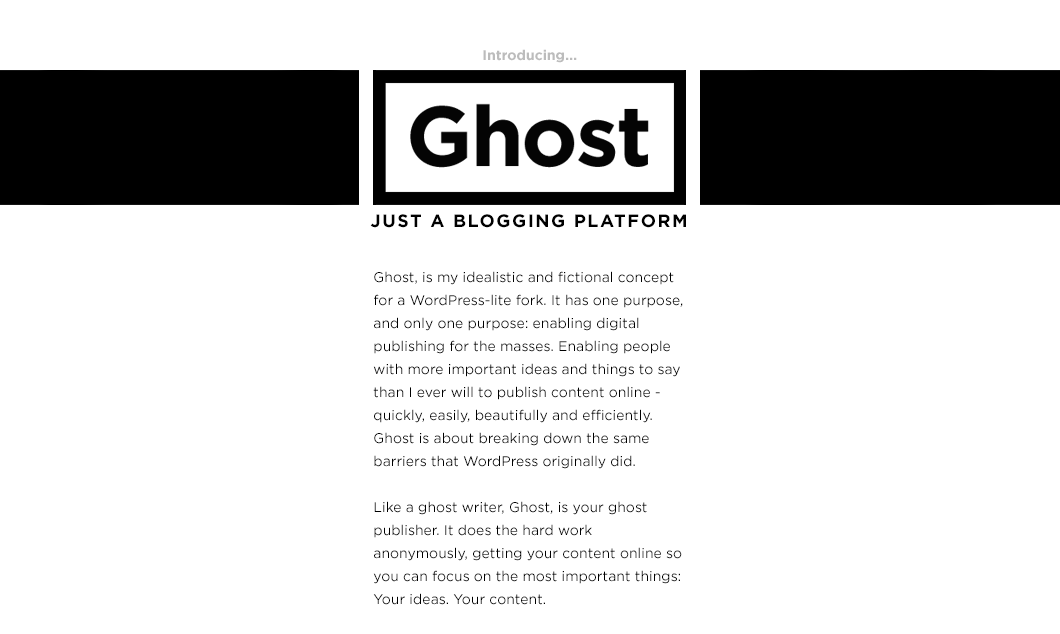 Introducing...
Ghost
JUST A BLOGGING PLATFORM
Ghost, is my idealistic and fictional concept
for a WordPress-lite fork. It has one purpose,
and only one purpose: enabling digital
publishing for the masses. Enabling people
with more important ideas and things to say
than I ever will to publish content online -
quickly, easily, beautifully and efficiently.
Ghost is about breaking down the same
barriers that WordPress originally did.
Like a ghost writer, Ghost, is your ghost
publisher. It does the hard work
anonymously, getting your content online so
you can focus on the most important things:
Your ideas. Your content.